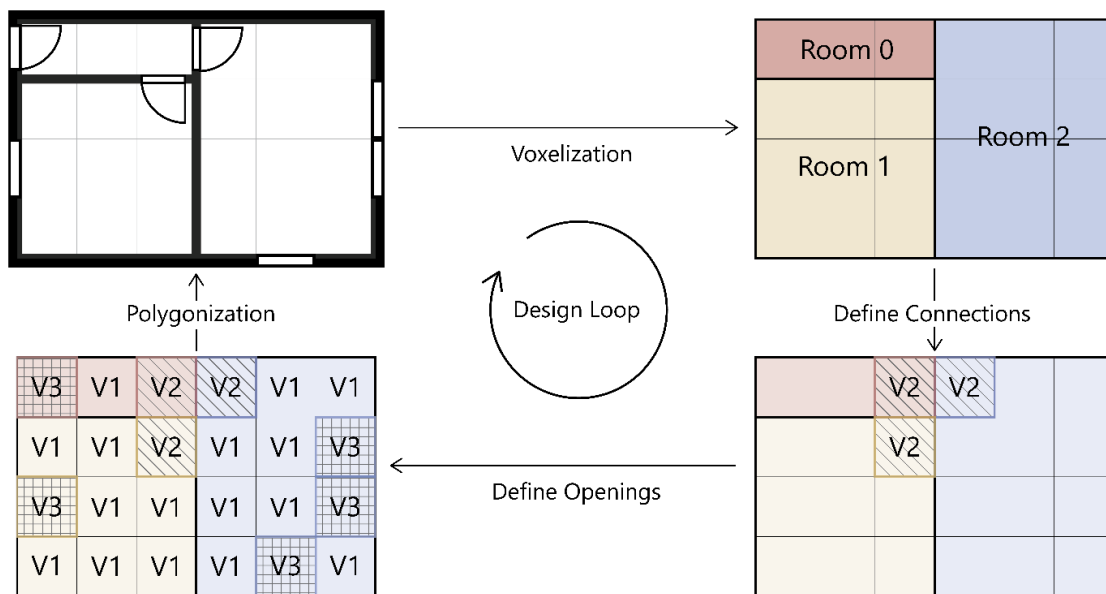 Room 0
Room 1
Room 2
Voxelization
Design Loop
Polygonization
Define Connections
V3 V1 V2 V2 V1 V1
V1 V1 V2 V1 V1 V3
V3 V1 V1 V1 V1 V3
V1 V1 V1 V1 V3 V1
Define Openings
V2 V2
V2